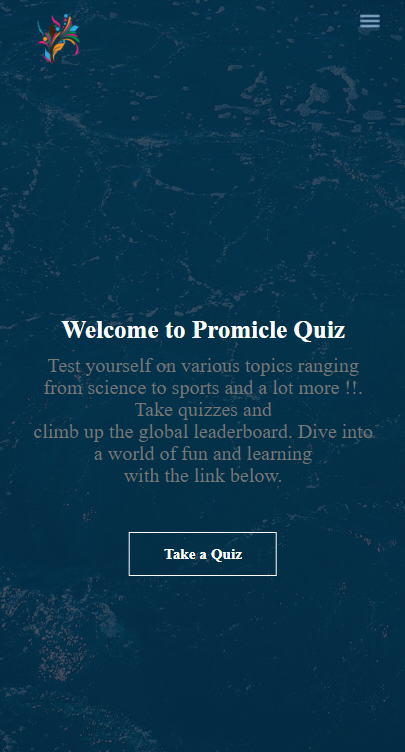 Welcome to Promicle Quiz
Test yourself on various topics ranging
from science to sports and a lot more !!.
Take quizzes and
climb up the global leaderboard. Dive into
a world of fun and learning
with the link below.
Take a Quiz